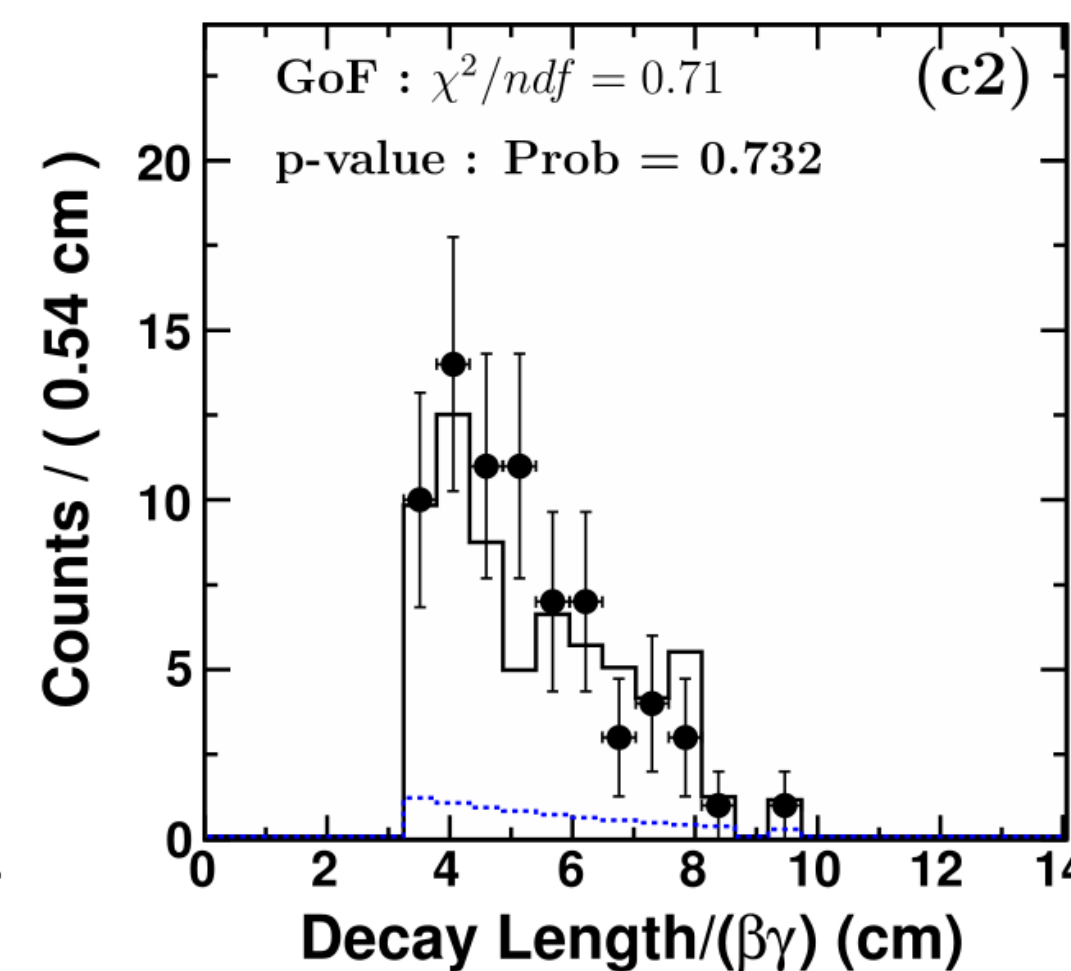 GoF : χ²/ndf = 0.71
(c2)
p-value : Prob = 0.732
Counts / ( 0.54 cm )
20
15
10
5
0
0 2 4 6 8 10 12 14
Decay Length/(βγ) (cm)